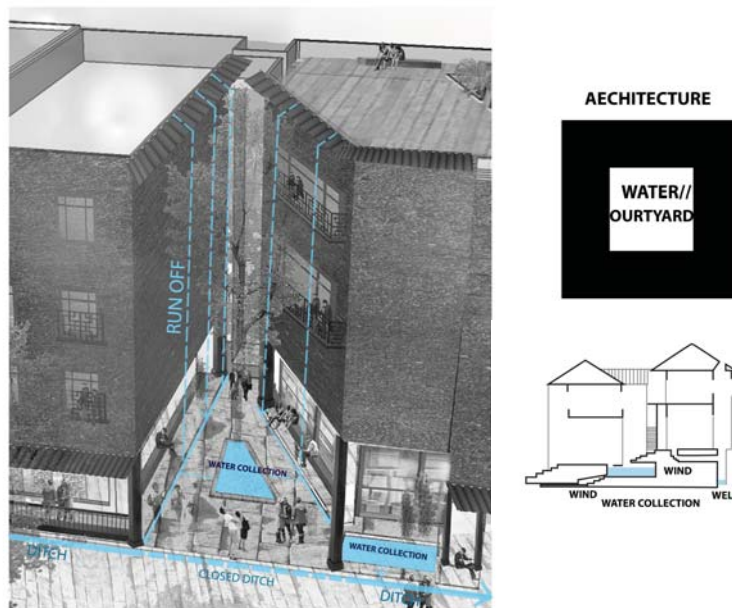 RUN OFF
WATER COLLECTION
WATER COLLECTION
DITCH
CLOSED DITCH
DITCH
AECHITECTURE
WATER//
OURTYARD
WIND
WIND
WATER COLLECTION
WEL